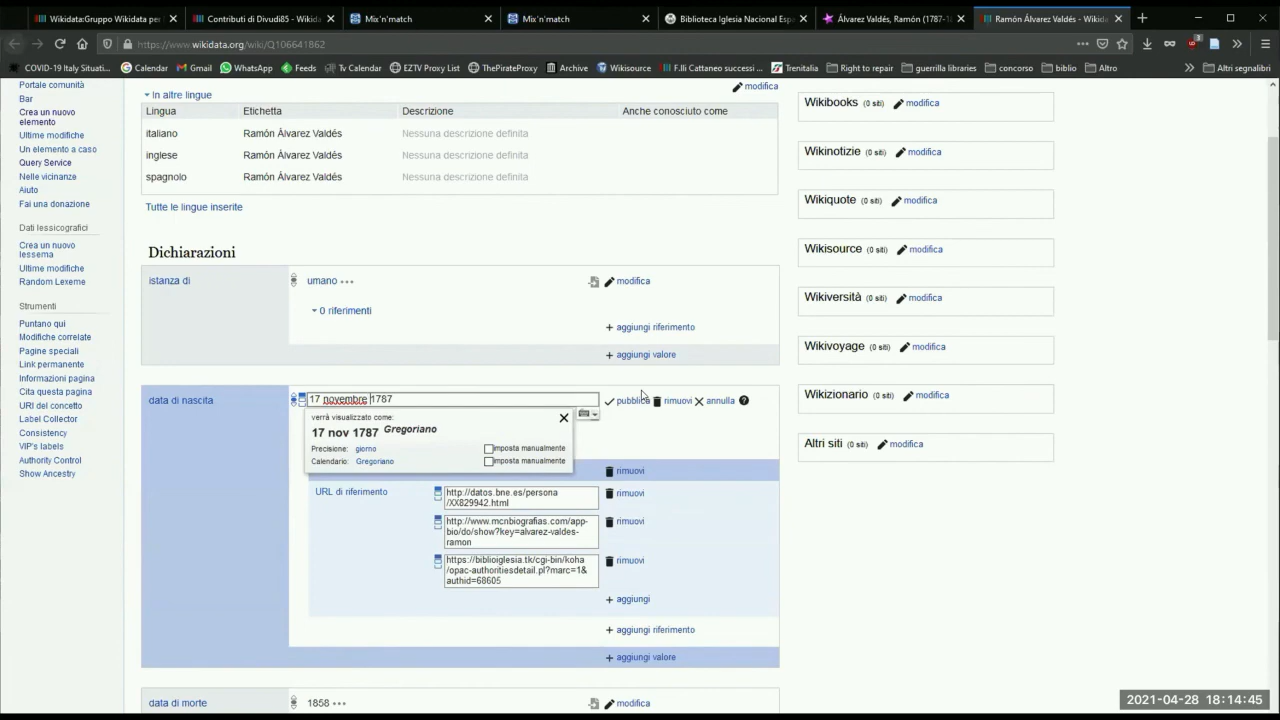 Wikidata:Gruppo Wikidata per
Contributi di Divudi85 - Wikidata
Mix'n'match
Mix'n'match
Biblioteca Iglesia Nacional Espa
Álvarez Valdés, Ramón (1787-1
Ramón Álvarez Valdés - Wikida
https://www.wikidata.org/wiki/Q106641862
COVID-19 Italy Situati...
Calendar
Gmail
WhatsApp
Feeds
Tv Calendar
EZTV Proxy List
ThePirateProxy
Archive
Wikisource
F.lli Cattaneo successi ...
Trenitalia
Right to repair
guerrilla libraries
concorso
biblio
Altro
Altri segnalibri
Portale comunità
Bar
Crea un nuovo
elemento
Ultime modifiche
Un elemento a caso
Query Service
Nelle vicinanze
Aiuto
Fai una donazione
Dati lessicografici
Crea un nuovo
lessema
Ultime modifiche
Random Lexeme
Strumenti
Puntano qui
Modifiche correlate
Pagine speciali
Link permanente
Informazioni pagina
Cita questa pagina
URI del concetto
Label Collector
Consistency
VIP's labels
Authority Control
Show Ancestry
In altre lingue
modifica
Lingua Etichetta Descrizione Anche conosciuto come
italiano Ramón Álvarez Valdés Nessuna descrizione definita
inglese Ramón Álvarez Valdés Nessuna descrizione definita
spagnolo Ramón Álvarez Valdés Nessuna descrizione definita
Tutte le lingue inserite
Dichiarazioni
istanza di umano modifica
0 riferimenti
+ aggiungi riferimento
+ aggiungi valore
data di nascita 17 novembre 1787 pubblica rimuovi annulla
verrà visualizzato come:
17 nov 1787 Gregoriano
Precisione: giorno imposta manualmente
Calendario: Gregoriano imposta manualmente
rimuovi
URL di riferimento
http://datos.bne.es/persona
/XX829942.html
rimuovi
http://www.mcnbiografias.com/app-
bio/do/show?key=alvarez-valdes-
ramon
rimuovi
https://biblioiglesia.tk/cgi-bin/koha
/opac-authoritiesdetail.pl?marc=1&
authid=68605
rimuovi
+ aggiungi
+ aggiungi riferimento
+ aggiungi valore
data di morte 1858 modifica
Wikibooks (0 siti) modifica
Wikinotizie (0 siti) modifica
Wikiquote (0 siti) modifica
Wikisource (0 siti) modifica
Wikiversità (0 siti) modifica
Wikivoyage (0 siti) modifica
Wikizionario (0 siti) modifica
Altri siti (0 siti) modifica
2021-04-28 18:14:45